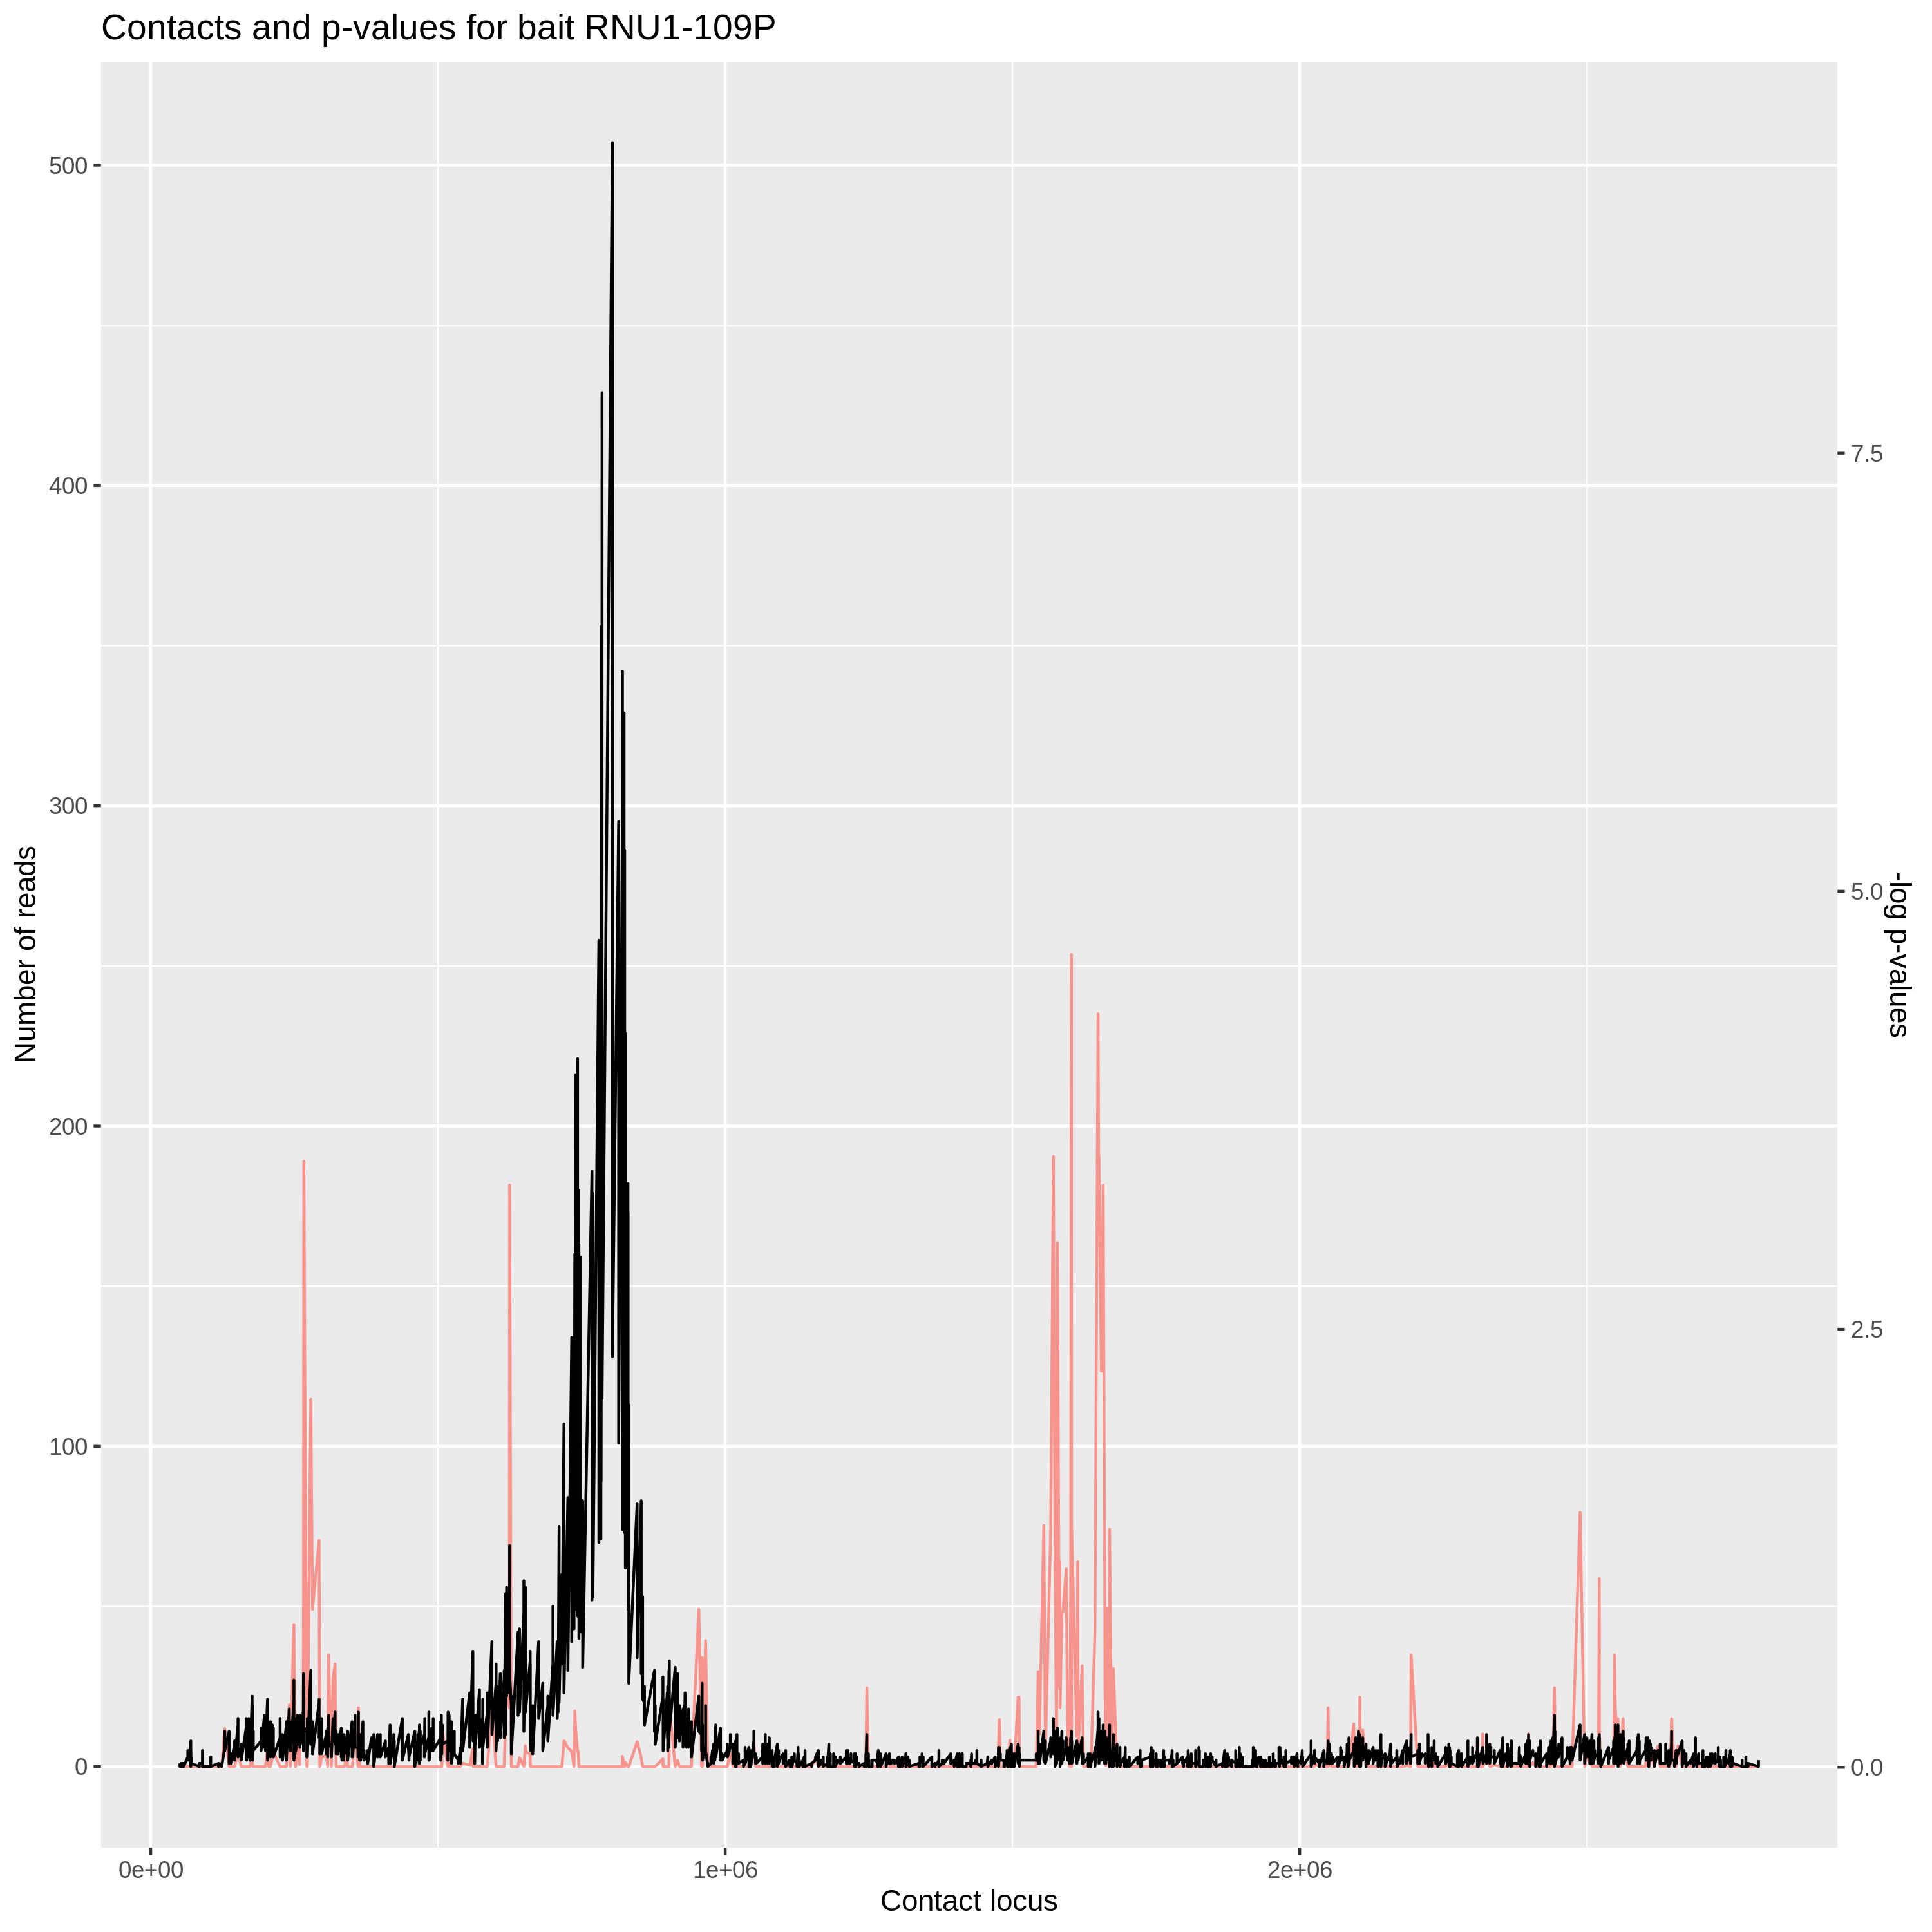 Contacts and p-values for bait RNU1-109P
500
400
300
200
100
0
7.5
5.0
2.5
0.0
Number of reads
-log p-values
0e+00
1e+06
2e+06
Contact locus